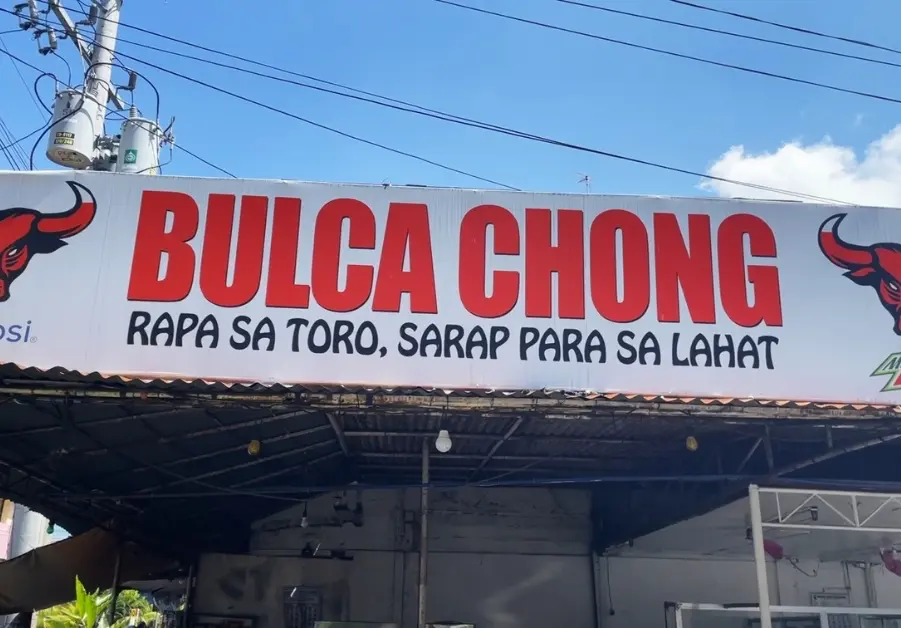 BULCA CHONG
RAPA SA TORO, SARAP PARA SA LAHAT